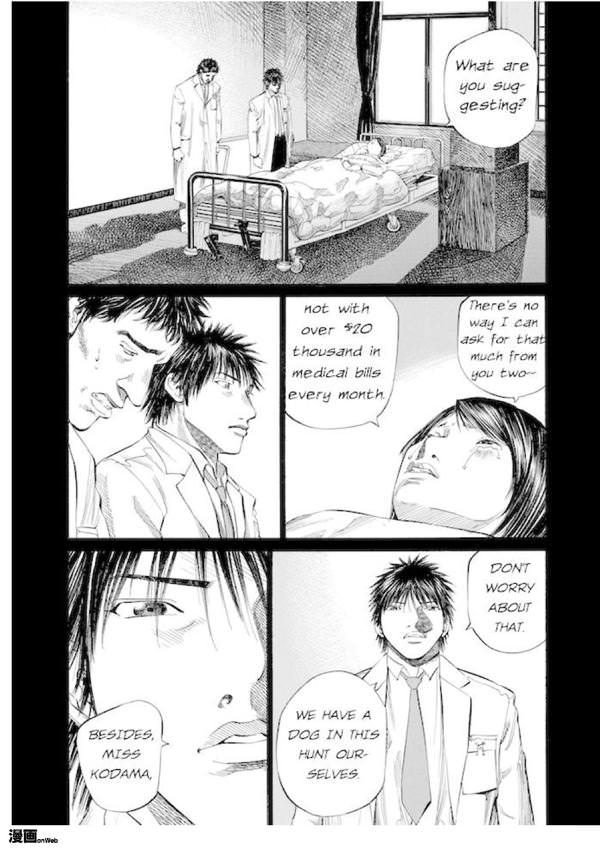 What are
you sug-
gesting?
There's no
way I can
ask for that
much from
you two~
not with
over $20
thousand in
medical bills
every month.
DON'T
WORRY
ABOUT
THAT.
WE HAVE A
DOG IN THIS
HUNT OUR-
SELVES.
BESIDES,
MISS
KODAMA,
漫画onWeb